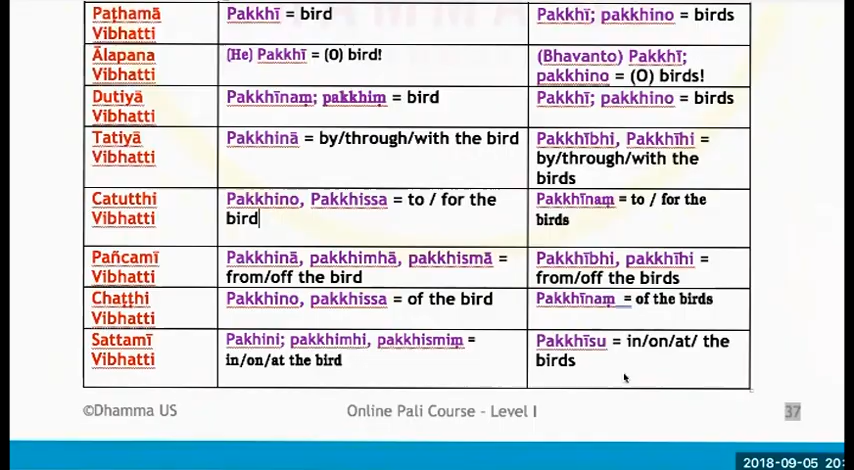 Paṭhamā Pakkhī = bird Pakkhī; pakkhino = birds
Vibhatti
Ālapana (He) Pakkhī = (O) bird! (Bhavanto) Pakkhī;
Vibhatti pakkhino = (O) birds!
Dutiyā Pakkhīnaṃ; pakkhiṃ = bird Pakkhī; pakkhino = birds
Vibhatti
Tatiyā Pakkhinā = by/through/with the bird Pakkhībhi, Pakkhīhi =
Vibhatti by/through/with the
birds
Catutthi Pakkhino, Pakkhissa = to / for the Pakkhīnaṃ = to / for the
Vibhatti bird birds
Pañcamī Pakkhinā, pakkhimhā, pakkhismā = Pakkhībhi, pakkhīhi =
Vibhatti from/off the bird from/off the birds
Chaṭṭhi Pakkhino, pakkhissa = of the bird Pakkhīnaṃ = of the birds
Vibhatti
Sattamī Pakhini; pakkhimhi, pakkhismiṃ = Pakkhīsu = in/on/at/ the
Vibhatti in/on/at the bird birds
©Dhamma US Online Pali Course - Level I 37
2018-09-05 20: